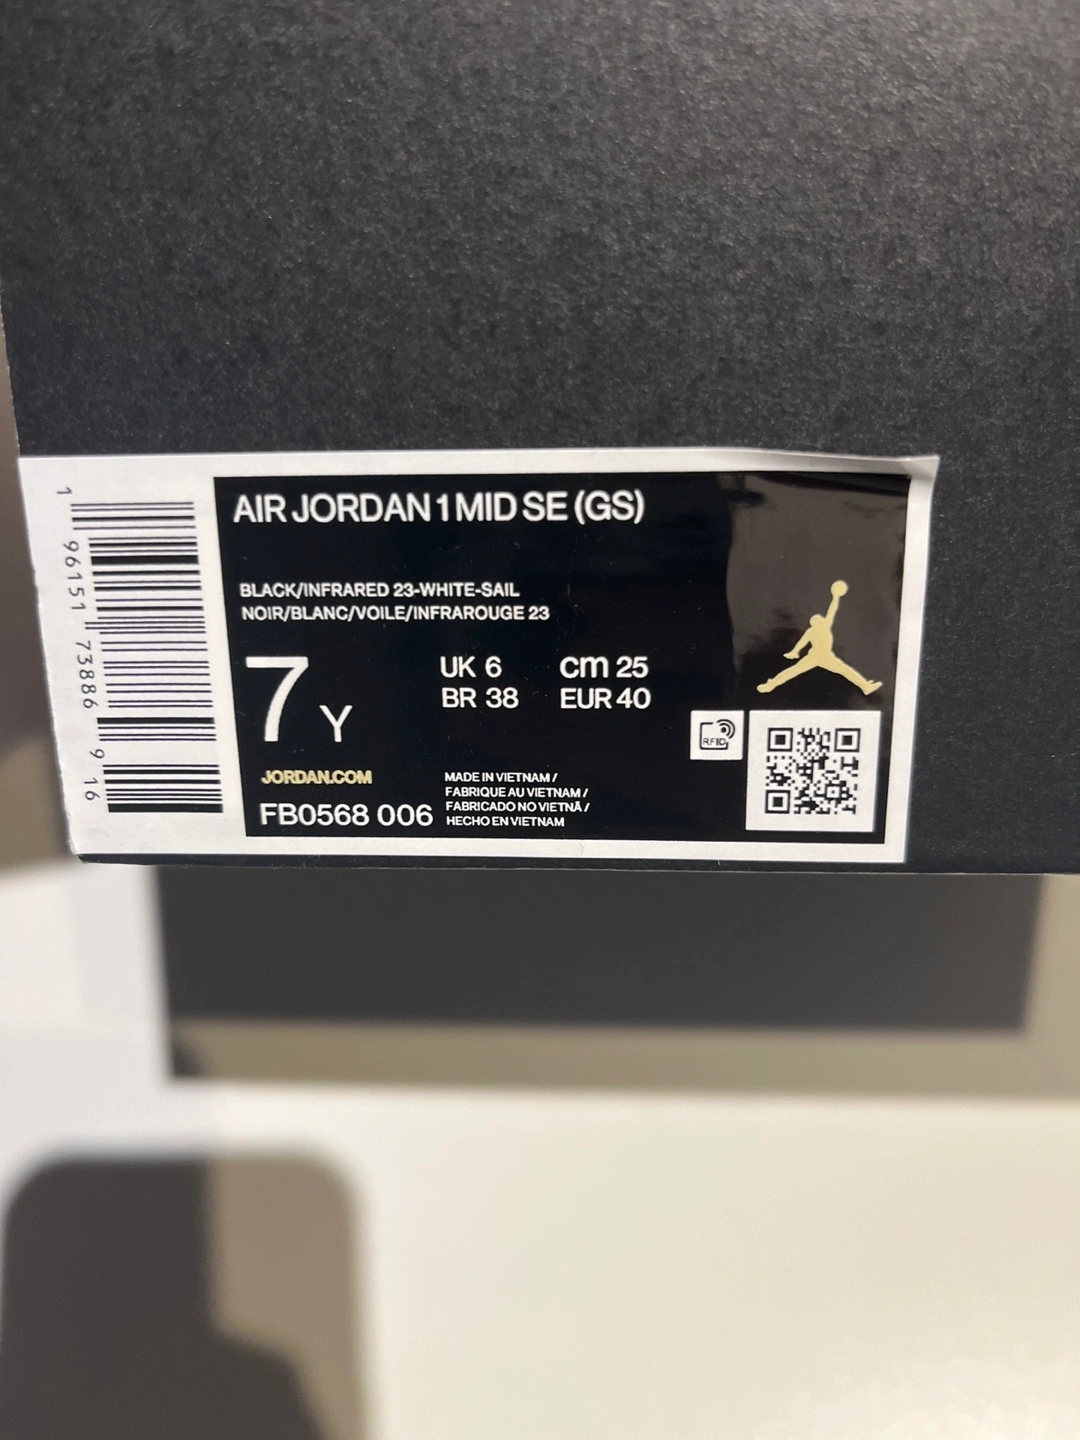 AIR JORDAN 1 MID SE (GS)
BLACK/INFRARED 23-WHITE-SAIL
NOIR/BLANC/VOILE/INFRAROUGE 23
7 Y
UK 6 cm 25
BR 38 EUR 40
RFID
JORDAN.COM
FB0568 006
MADE IN VIETNAM /
FABRIQUE AU VIETNAM /
FABRICADO NO VIETNÃ /
HECHO EN VIETNAM
1 96151 73886 9 16